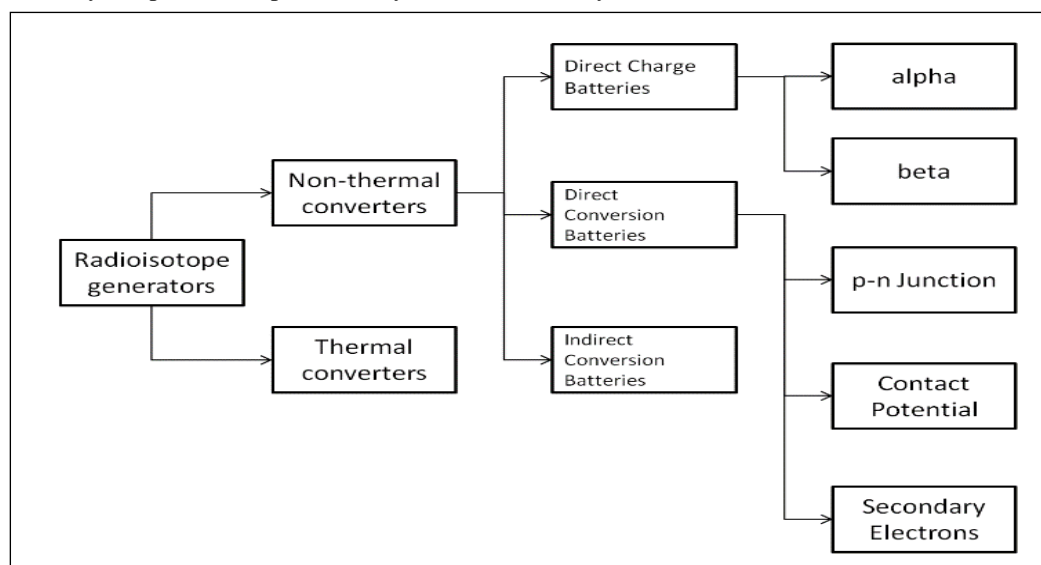 Radioisotope
generators
Non-thermal
converters
Thermal
converters
Direct Charge
Batteries
Direct
Conversion
Batteries
Indirect
Conversion
Batteries
alpha
beta
p-n Junction
Contact
Potential
Secondary
Electrons